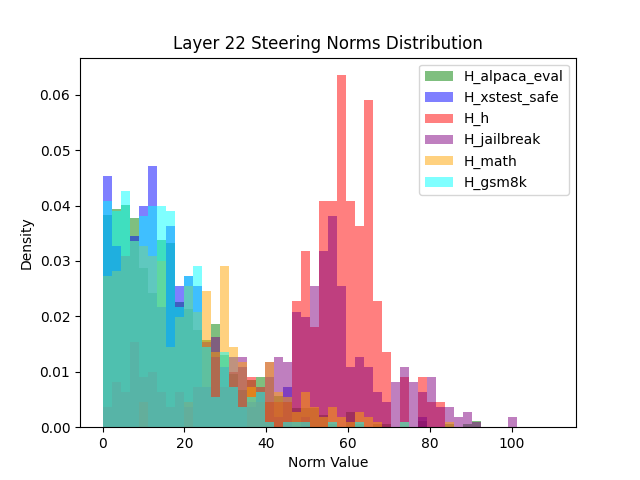 Layer 22 Steering Norms Distribution
H_alpaca_eval
H_xstest_safe
H_h
H_jailbreak
H_math
H_gsm8k
Density
0.06
0.05
0.04
0.03
0.02
0.01
0.00
0 20 40 60 80 100
Norm Value